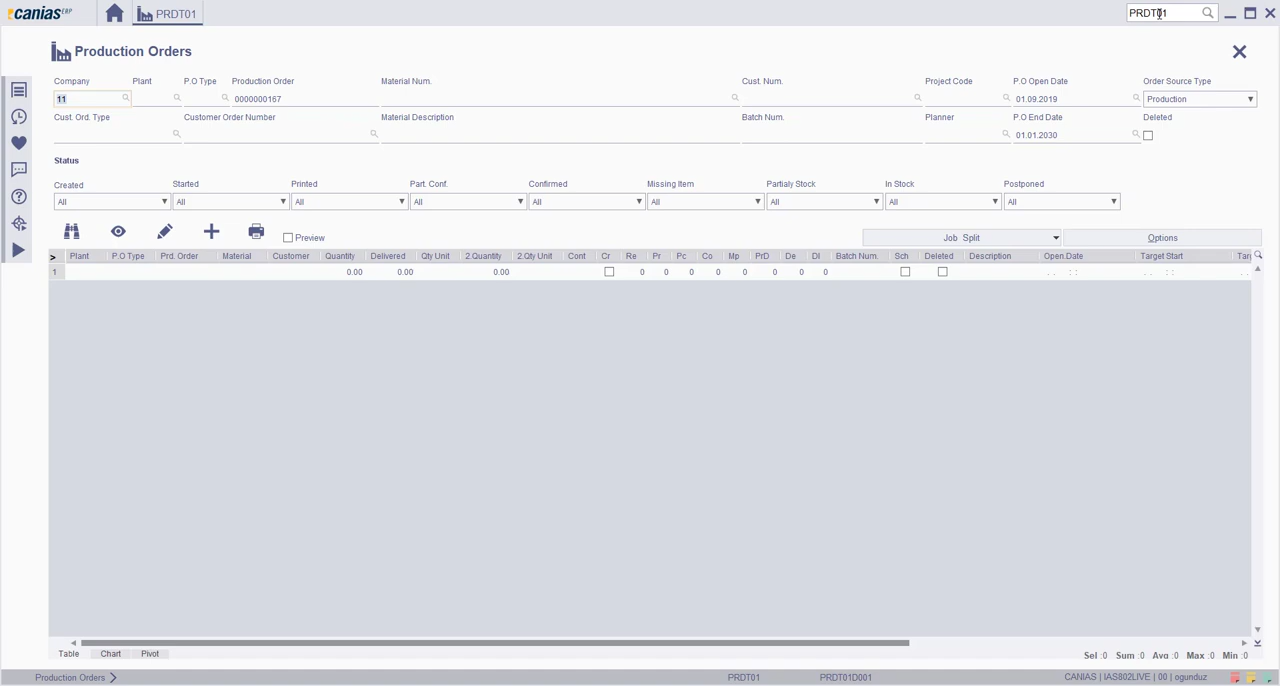 canias ERP PRDT01 PRDT01
Production Orders
Company Plant P.O Type Production Order Material Num. Cust. Num. Project Code P.O Open Date Order Source Type
11 0000000167 01.09.2019 Production
Cust. Ord. Type Customer Order Number Material Description Batch Num. Planner P.O End Date Deleted
01.01.2030
Status
Created Started Printed Part. Conf. Confirmed Missing Item Partialy Stock In Stock Postponed
All All All All All All All All All
Preview Job Split Options
> Plant P.O Type Prd. Order Material Customer Quantity Delivered Qty Unit 2.Quantity 2.Qty Unit Cont Cr Re Pr Pc Co Mp PrD De Dl Batch Num. Sch Deleted Description Open.Date Target Start Tar
1 0.00 0.00 0.00 0 0 0 0 0 0 0 0 . . : : . . : : . .
Table Chart Pivot Sel :0 Sum :0 Avg :0 Max :0 Min :0
Production Orders PRDT01 PRDT01D001 CANIAS | IAS802LIVE | 00 | ogunduz